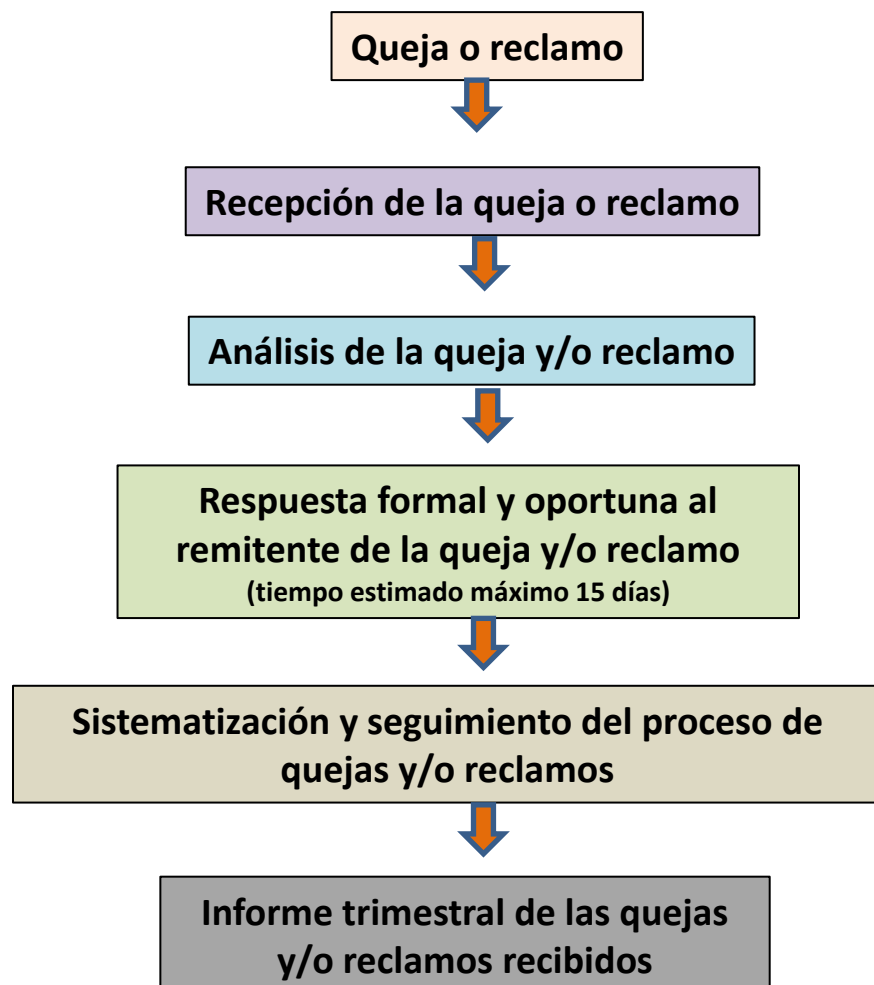 Queja o reclamo
Recepción de la queja o reclamo
Análisis de la queja y/o reclamo
Respuesta formal y oportuna al
remitente de la queja y/o reclamo
(tiempo estimado máximo 15 días)
Sistematización y seguimiento del proceso de
quejas y/o reclamos
Informe trimestral de las quejas
y/o reclamos recibidos